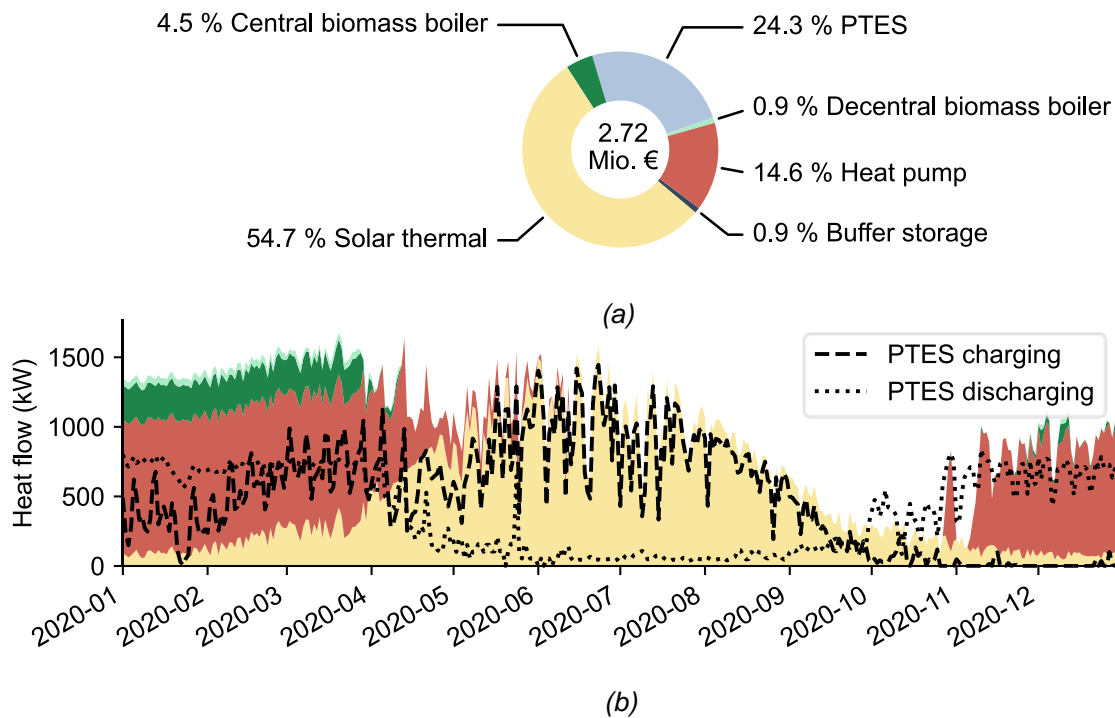 4.5 % Central biomass boiler
24.3 % PTES
0.9 % Decentral biomass boiler
2.72
Mio. €
14.6 % Heat pump
54.7 % Solar thermal
0.9 % Buffer storage
(a)
PTES charging
PTES discharging
Heat flow (kW)
1500
1000
500
0
2020-01
2020-02
2020-03
2020-04
2020-05
2020-06
2020-07
2020-08
2020-09
2020-10
2020-11
2020-12
(b)